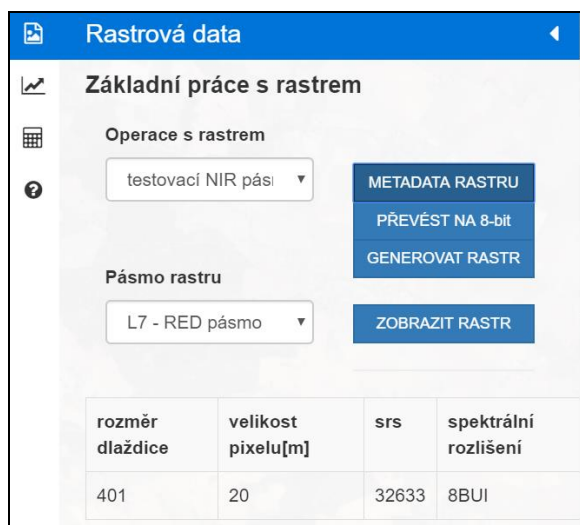 Rastrová data
Základní práce s rastrem
Operace s rastrem
testovací NIR pás
METADATA RASTRU
PŘEVÉST NA 8-bit
GENEROVAT RASTR
Pásmo rastru
L7 - RED pásmo
ZOBRAZIT RASTR
rozměr dlaždice
velikost pixelu[m]
srs
spektrální rozlišení
401
20
32633
8BUI